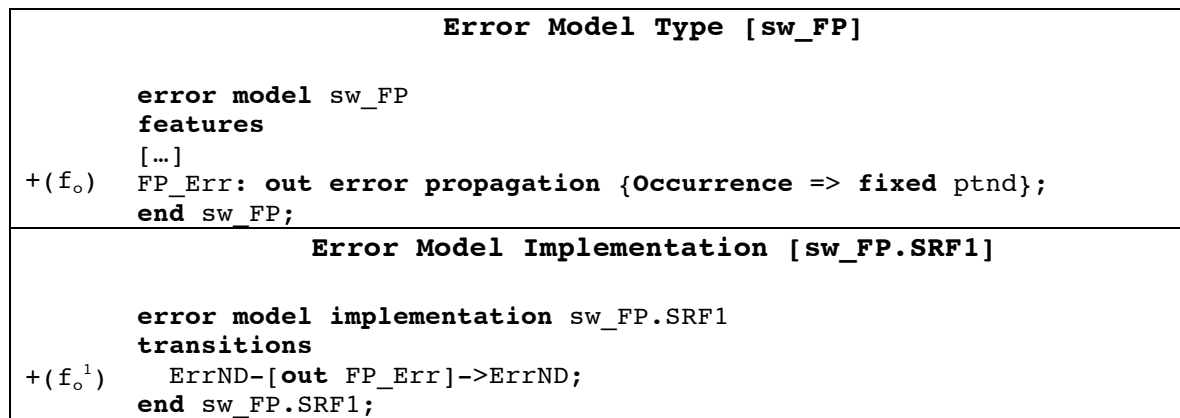 Error Model Type [sw_FP]
error model sw_FP
features
[…]
+(fo) FP_Err: out error propagation {Occurrence => fixed ptnd};
end sw_FP;
Error Model Implementation [sw_FP.SRF1]
error model implementation sw_FP.SRF1
transitions
+(fo1) ErrND-[out FP_Err]->ErrND;
end sw_FP.SRF1;